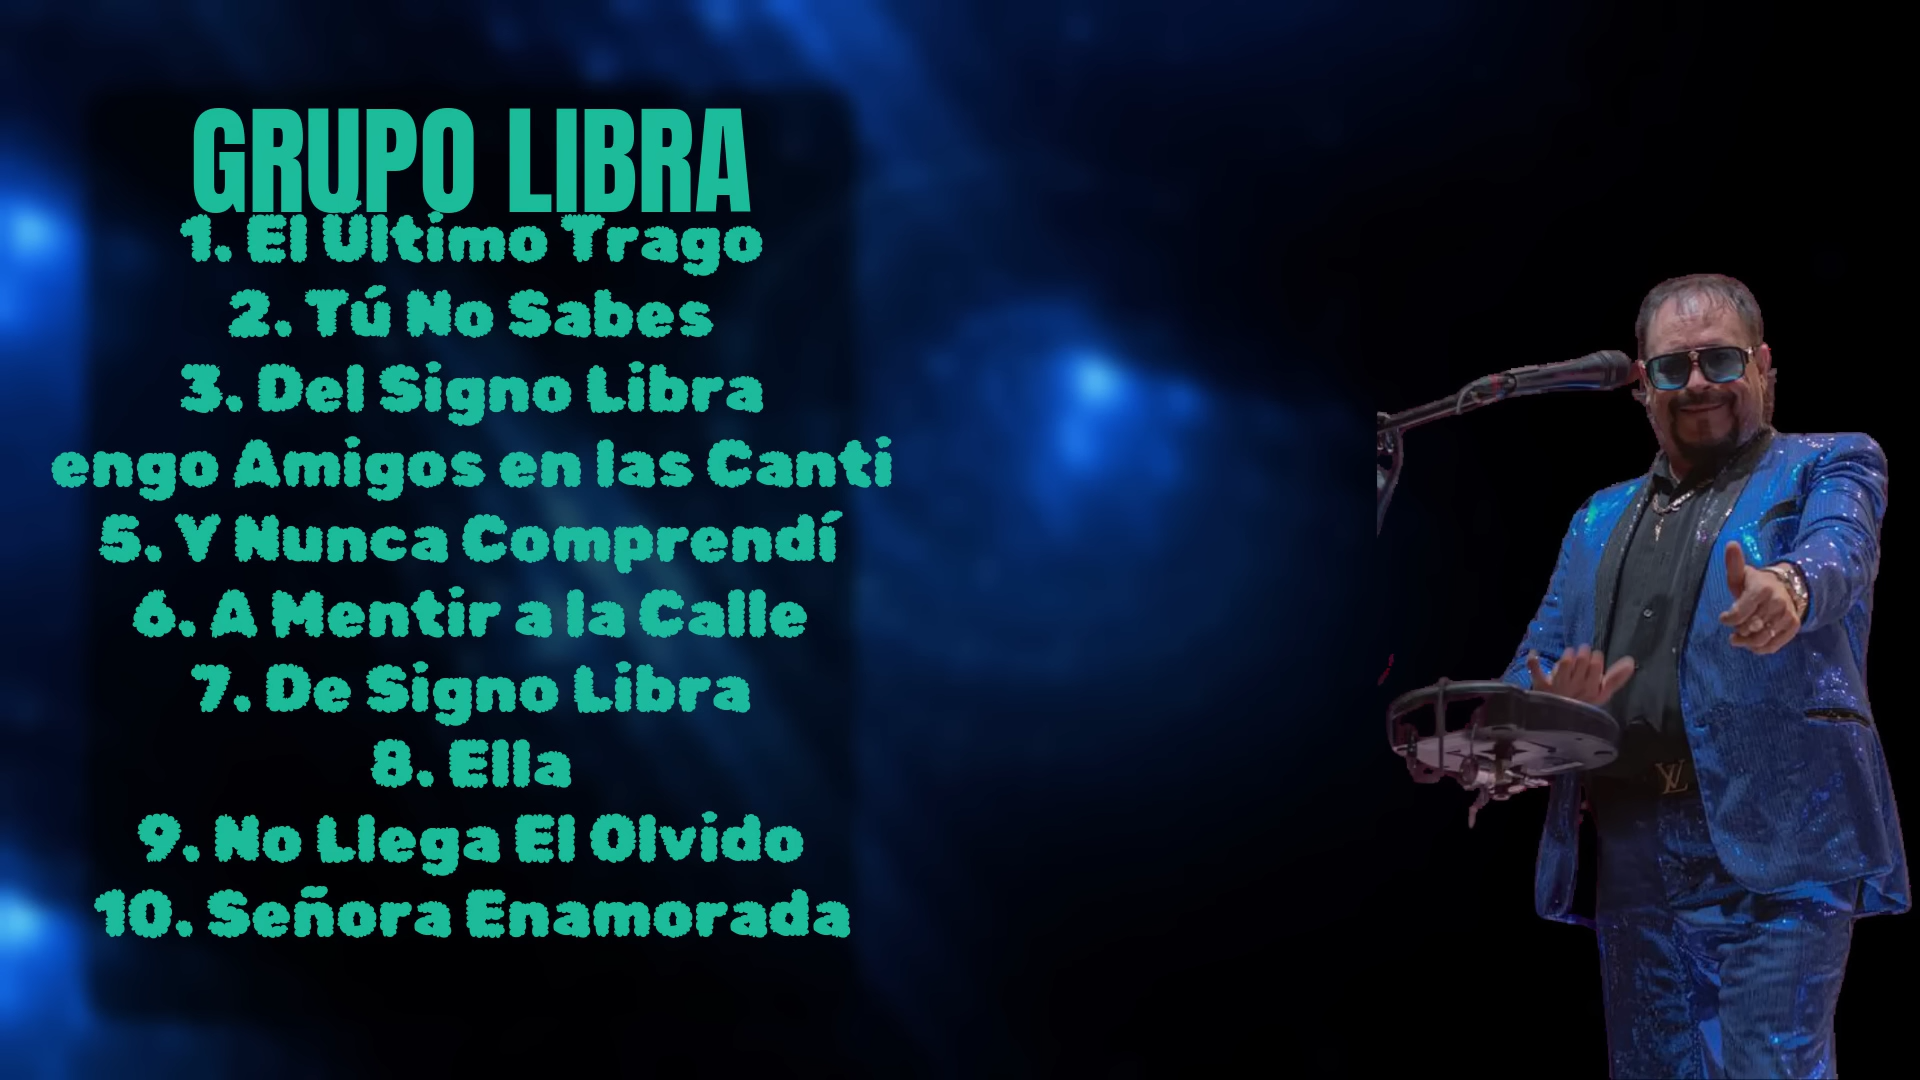 GRUPO LIBRA
1. El Último Trago
2. Tú No Sabes
3. Del Signo Libra
engo Amigos en las Canti
5. Y Nunca Comprendí
6. A Mentir a la Calle
7. De Signo Libra
8. Ella
9. No Llega El Olvido
10. Señora Enamorada